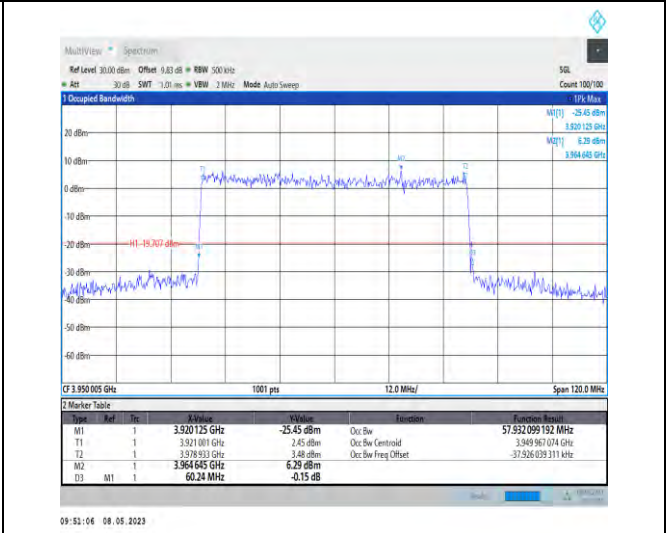 MultiView Spectrum
Ref Level 30.00 dBm Offset 9.83 dB RBW 500 kHz SGL
Att 30 dB SWT 1.01 ms VBW 2 MHz Mode Auto Sweep Count 100/100
1 Occupied Bandwidth 1Pk Max
M1[1] -25.45 dBm
3.920 125 GHz
M2[1] 6.29 dBm
3.964 645 GHz
20 dBm
10 dBm
0 dBm
-10 dBm
-20 dBm H1 -19.707 dBm
-30 dBm
-40 dBm
-50 dBm
-60 dBm
CF 3.950 005 GHz 1001 pts 12.0 MHz/ Span 120.0 MHz
2 Marker Table
Type Ref Trc X-Value Y-Value Function Function Result
M1 1 3.920 125 GHz -25.45 dBm Occ Bw 57.932 099 192 MHz
T1 1 3.921 001 GHz 2.45 dBm Occ Bw Centroid 3.949 967 074 GHz
T2 1 3.978 933 GHz 3.48 dBm Occ Bw Freq Offset -37.926 039 311 kHz
M2 1 3.964 645 GHz 6.29 dBm
D3 M1 1 60.24 MHz -0.15 dB
09:51:06 08.05.2023